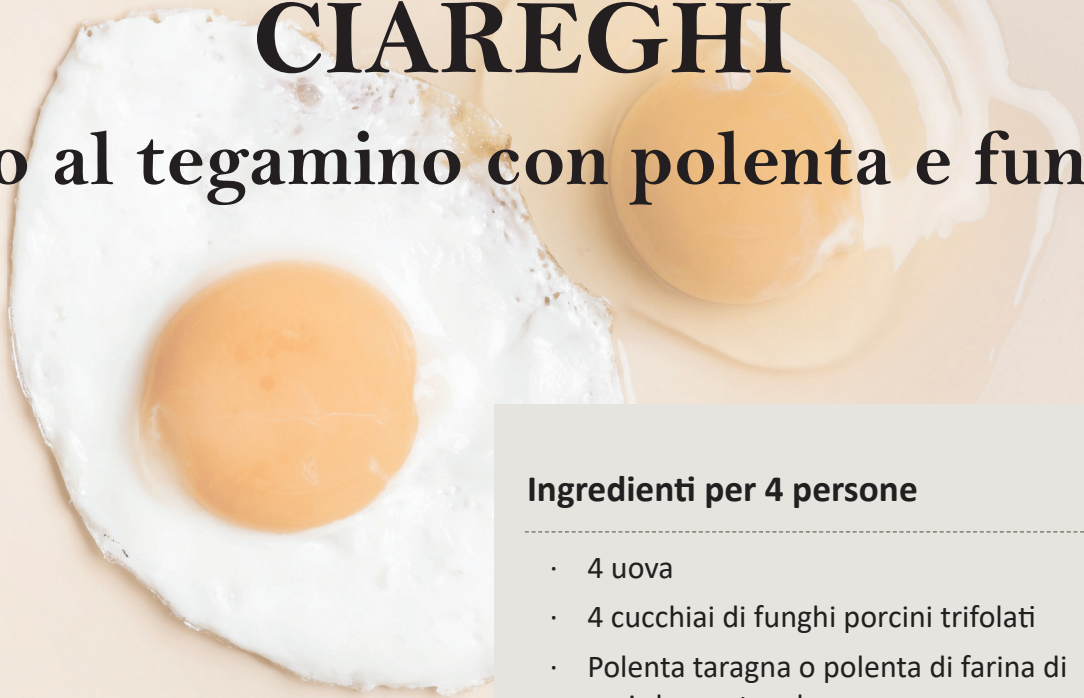 CIAREGHI
o al tegamino con polenta e fun
Ingredienti per 4 persone
· 4 uova
· 4 cucchiai di funghi porcini trifolati
· Polenta taragna o polenta di farina di